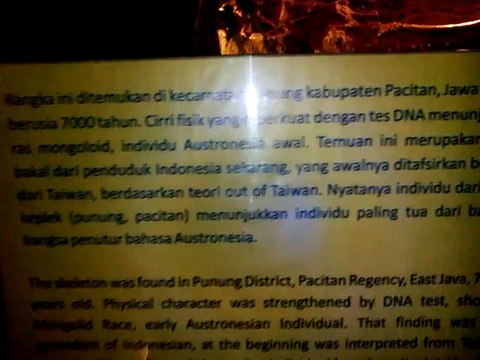 Rangka ini ditemukan di kecamatan Punung kabupaten Pacitan, Jawa
berusia 7000 tahun. Cirri fisik yang diperkuat dengan tes DNA menunj
ras mongoloid, individu Austronesia awal. Temuan ini merupakan
bakal dari penduduk Indonesia sekarang, yang awalnya ditafsirkan b
dari Taiwan, berdasarkan teori out of Taiwan. Nyatanya individu dari
keplek (punung, pacitan) menunjukkan individu paling tua dari ba
bangsa penutur bahasa Austronesia.
The skeleton was found in Punung District, Pacitan Regency, East Java, 7
years old. Physical character was strengthened by DNA test, sho
Mongolid Race, early Austronesian Individual. That finding was
of Indonesian, at the beginning was interpreted from